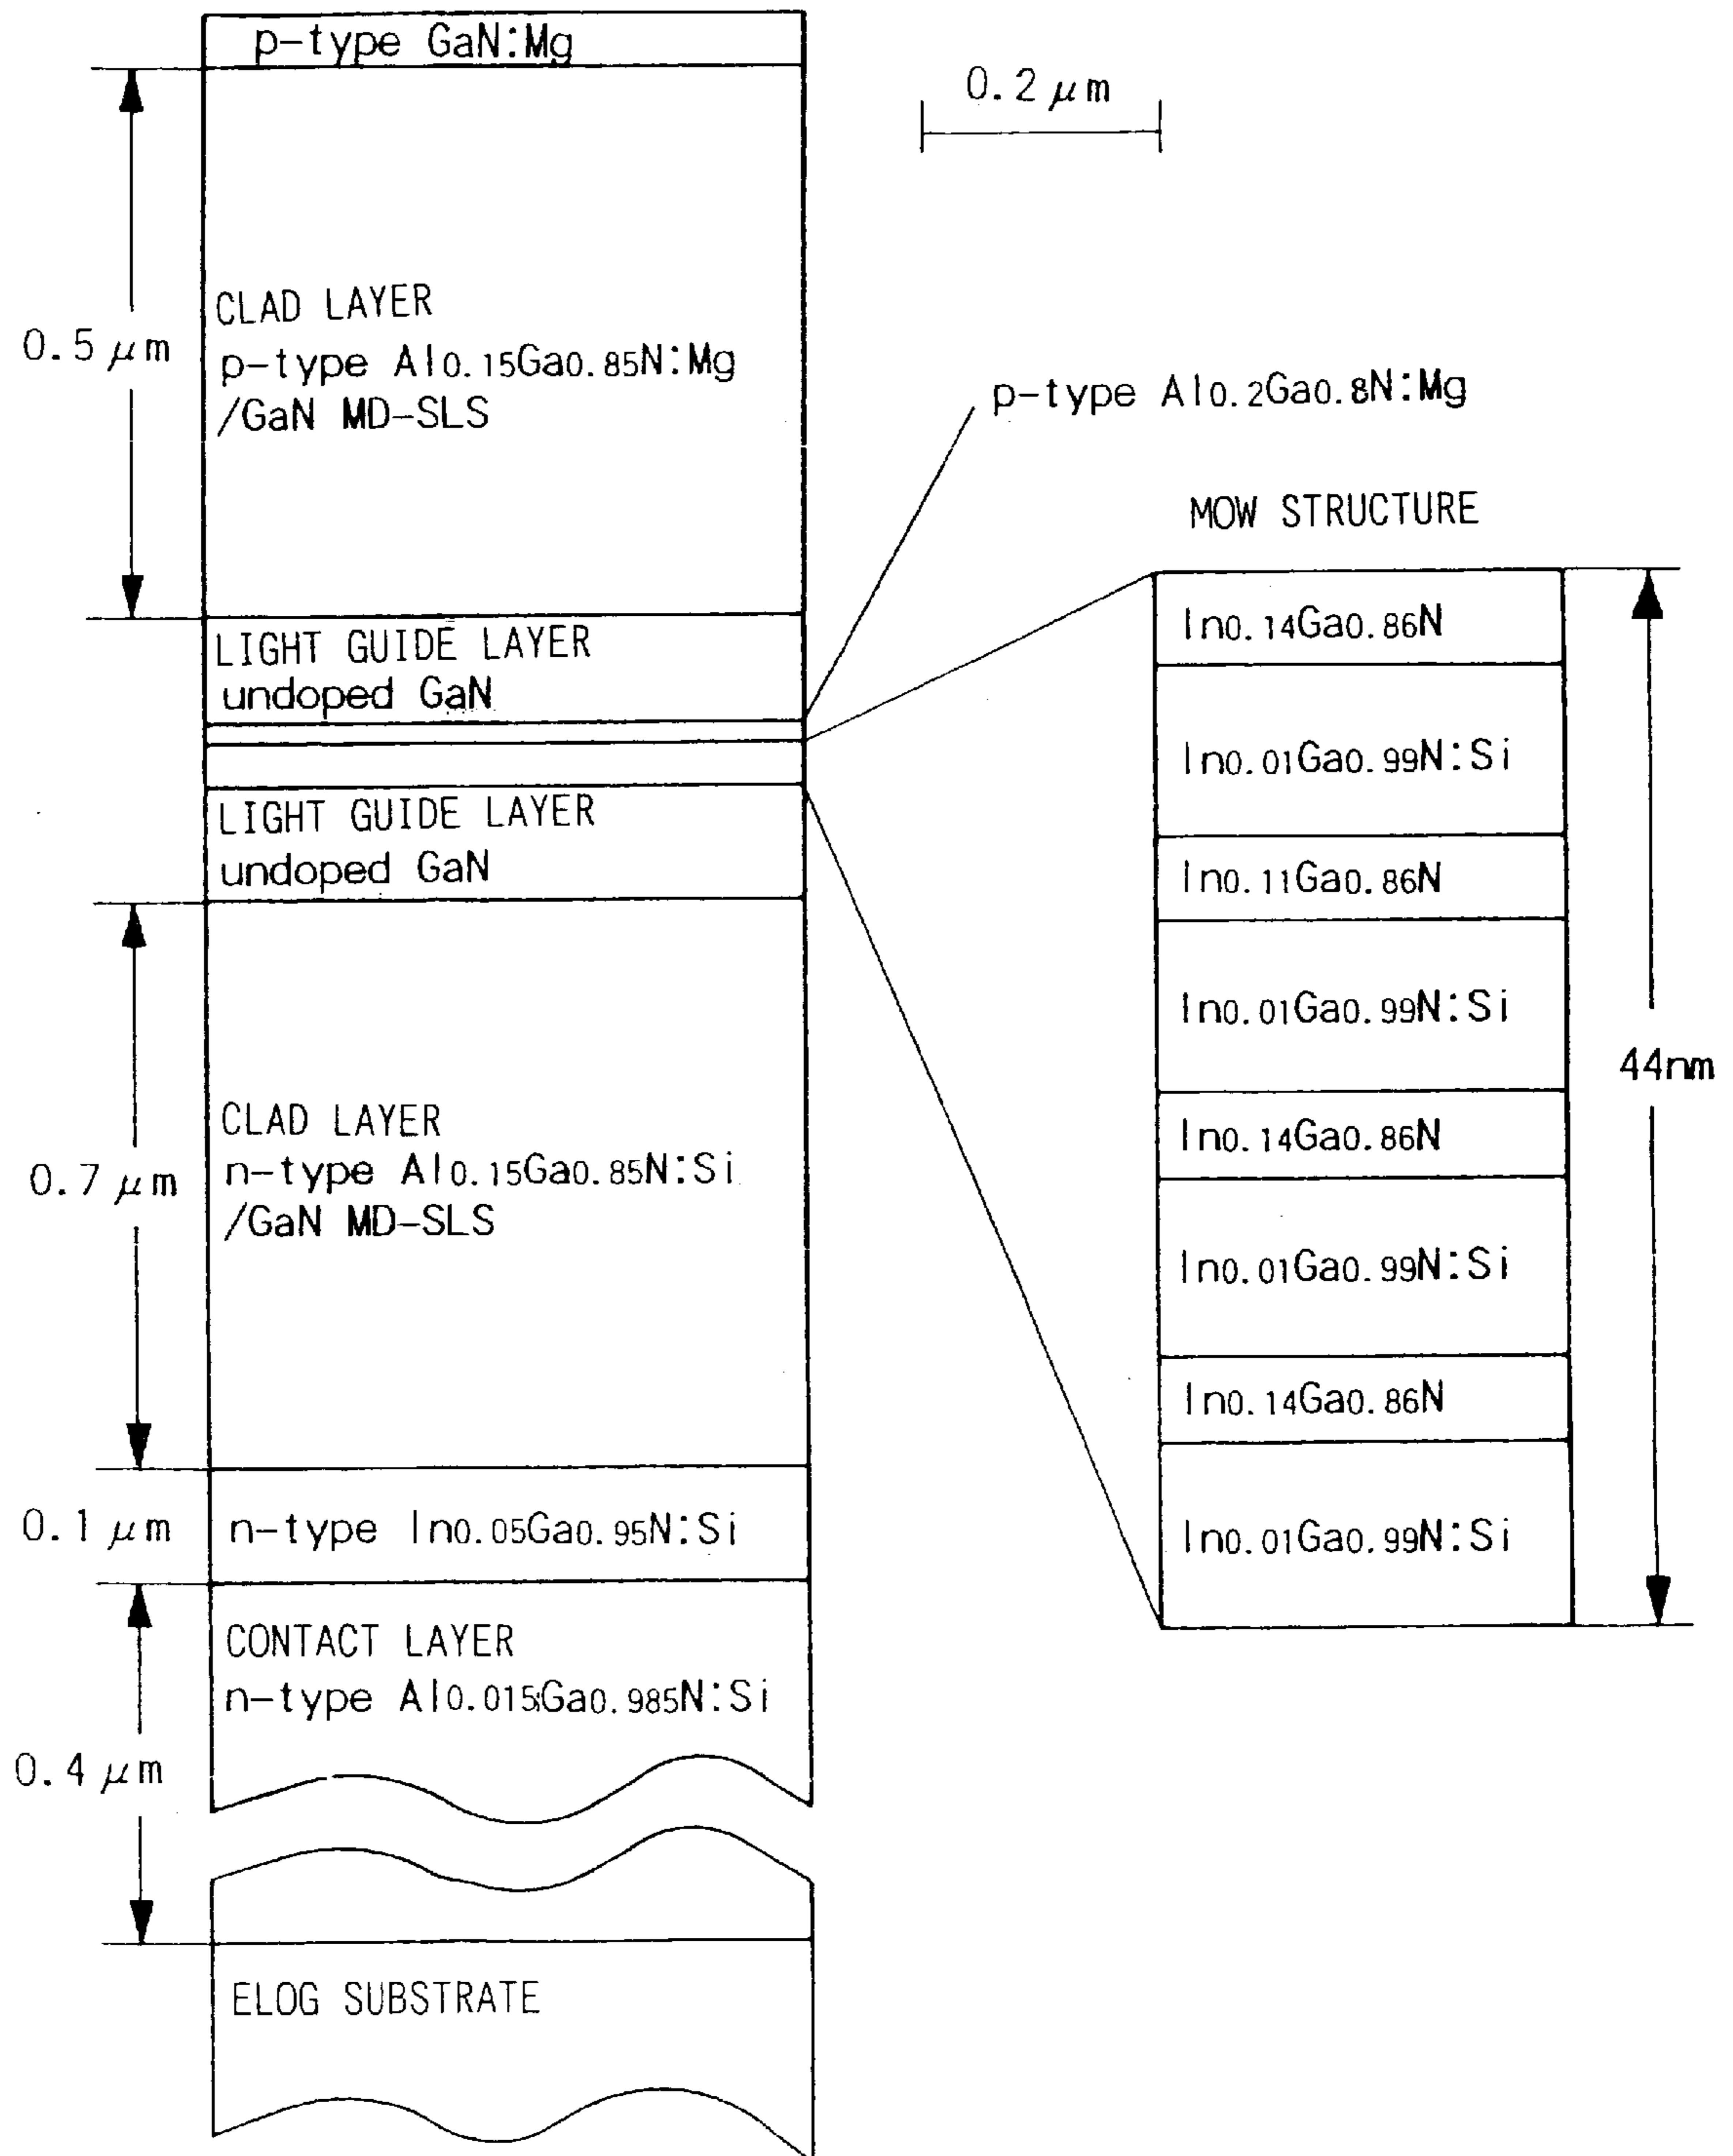 p-type GaN:Mg
0.2 μm
0.5 μm
CLAD LAYER
p-type Al0.15Ga0.85N:Mg
/GaN MD-SLS
p-type Al0.2Ga0.8N:Mg
LIGHT GUIDE LAYER
undoped GaN
LIGHT GUIDE LAYER
undoped GaN
0.7 μm
CLAD LAYER
n-type Al0.15Ga0.85N:Si
/GaN MD-SLS
0.1 μm
n-type In0.05Ga0.95N:Si
CONTACT LAYER
n-type Al0.015Ga0.985N:Si
0.4 μm
ELOG SUBSTRATE
MOW STRUCTURE
In0.14Ga0.86N
In0.01Ga0.99N:Si
In0.11Ga0.86N
In0.01Ga0.99N:Si
In0.14Ga0.86N
In0.01Ga0.99N:Si
In0.14Ga0.86N
In0.01Ga0.99N:Si
44nm